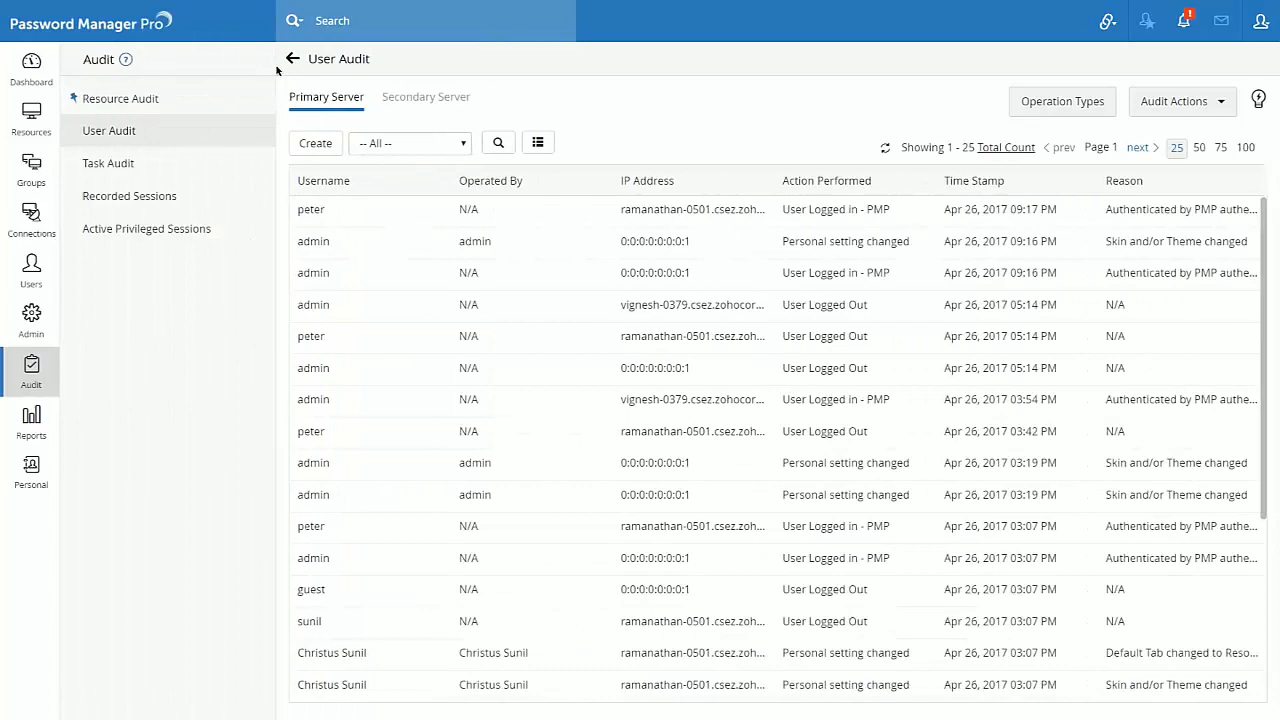 Password Manager Pro
Search
1
Dashboard
Resources
Groups
Connections
Users
Admin
Audit
Reports
Personal
Audit ?
Resource Audit
User Audit
Task Audit
Recorded Sessions
Active Privileged Sessions
User Audit
Primary Server Secondary Server
Operation Types Audit Actions
Create -- All --
Showing 1 - 25 Total Count prev Page 1 next 25 50 75 100
Username Operated By IP Address Action Performed Time Stamp Reason
peter N/A ramanathan-0501.csez.zoh... User Logged in - PMP Apr 26, 2017 09:17 PM Authenticated by PMP authe...
admin admin 0:0:0:0:0:0:0:1 Personal setting changed Apr 26, 2017 09:16 PM Skin and/or Theme changed
admin N/A 0:0:0:0:0:0:0:1 User Logged in - PMP Apr 26, 2017 09:16 PM Authenticated by PMP authe...
admin N/A vignesh-0379.csez.zohocor... User Logged Out Apr 26, 2017 05:14 PM N/A
peter N/A ramanathan-0501.csez.zoh... User Logged Out Apr 26, 2017 05:14 PM N/A
admin N/A 0:0:0:0:0:0:0:1 User Logged Out Apr 26, 2017 05:14 PM N/A
admin N/A vignesh-0379.csez.zohocor... User Logged in - PMP Apr 26, 2017 03:54 PM Authenticated by PMP authe...
peter N/A ramanathan-0501.csez.zoh... User Logged Out Apr 26, 2017 03:42 PM N/A
admin admin 0:0:0:0:0:0:0:1 Personal setting changed Apr 26, 2017 03:19 PM Skin and/or Theme changed
admin admin 0:0:0:0:0:0:0:1 Personal setting changed Apr 26, 2017 03:19 PM Skin and/or Theme changed
peter N/A ramanathan-0501.csez.zoh... User Logged in - PMP Apr 26, 2017 03:07 PM Authenticated by PMP authe...
admin N/A 0:0:0:0:0:0:0:1 User Logged in - PMP Apr 26, 2017 03:07 PM Authenticated by PMP authe...
guest N/A 0:0:0:0:0:0:0:1 User Logged Out Apr 26, 2017 03:07 PM N/A
sunil N/A ramanathan-0501.csez.zoh... User Logged Out Apr 26, 2017 03:07 PM N/A
Christus Sunil Christus Sunil ramanathan-0501.csez.zoh... Personal setting changed Apr 26, 2017 03:07 PM Default Tab changed to Reso...
Christus Sunil Christus Sunil ramanathan-0501.csez.zoh... Personal setting changed Apr 26, 2017 03:07 PM Skin and/or Theme changed